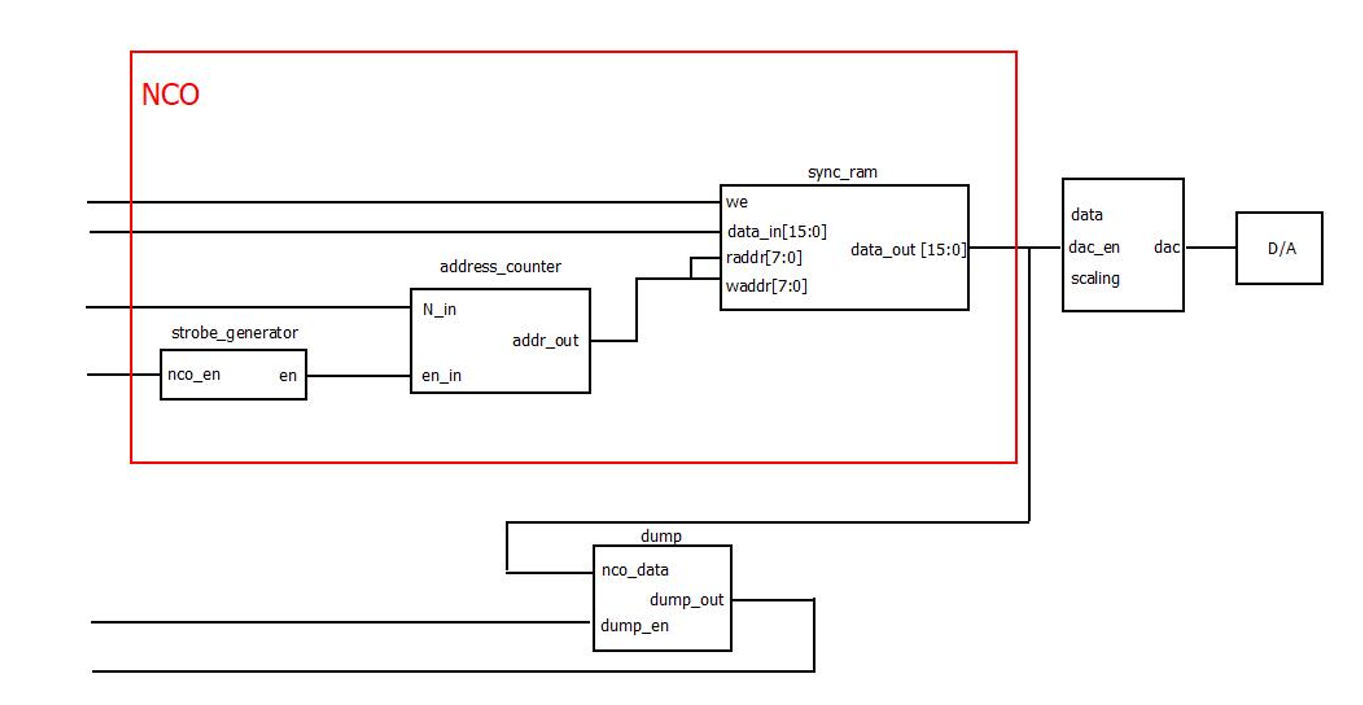 NCO
sync_ram
we
data_in[15:0]
raddr[7:0]
waddr[7:0]
data_out [15:0]
data
dac_en
scaling
dac
D/A
address_counter
N_in
addr_out
en_in
strobe_generator
nco_en
en
dump
nco_data
dump_out
dump_en